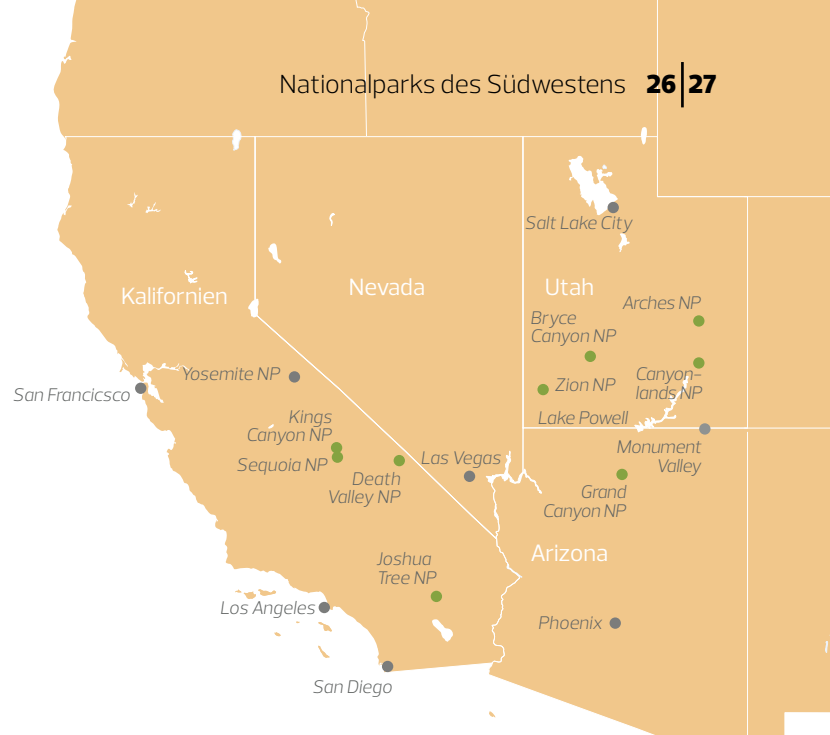 Nationalparks des Südwestens 26|27
Salt Lake City
Kalifornien
Nevada
Utah
Arches NP
Bryce
Canyon NP
Yosemite NP
San Francicsco
Zion NP
Canyon–
lands NP
Kings
Canyon NP
Lake Powell
Sequoia NP
Las Vegas
Monument
Valley
Death
Valley NP
Grand
Canyon NP
Arizona
Joshua
Tree NP
Los Angeles
Phoenix
San Diego